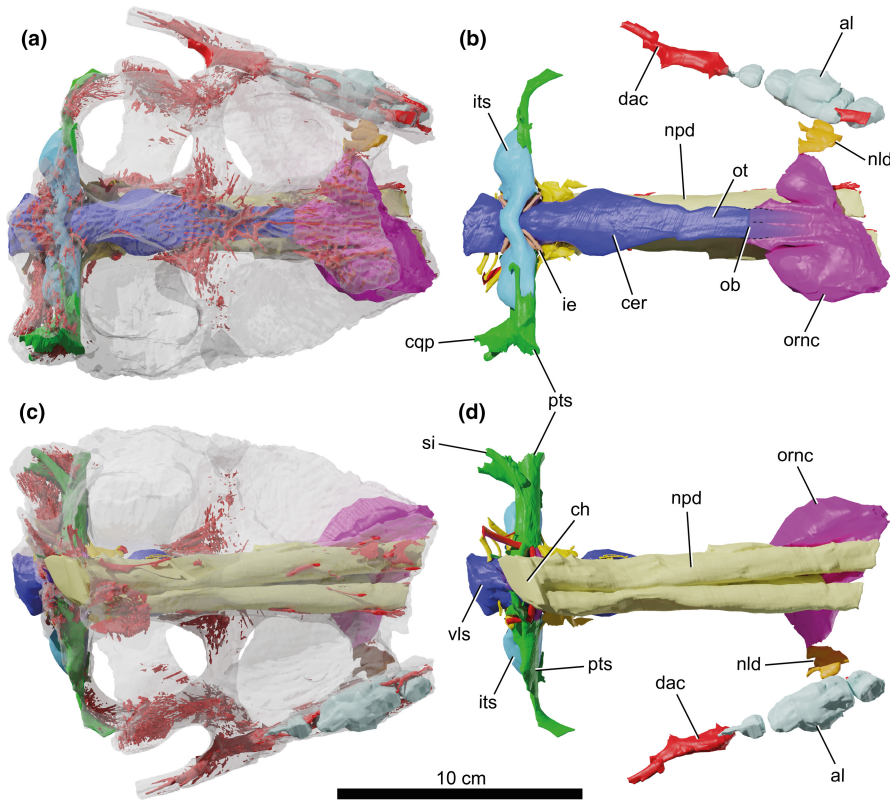 (a)
(b)
al
dac
its
npd
nld
ot
ob
ie
cer
ornc
cqp
pts
(c)
(d)
si
ornc
ch
npd
vls
nld
pts
its
dac
al
10 cm